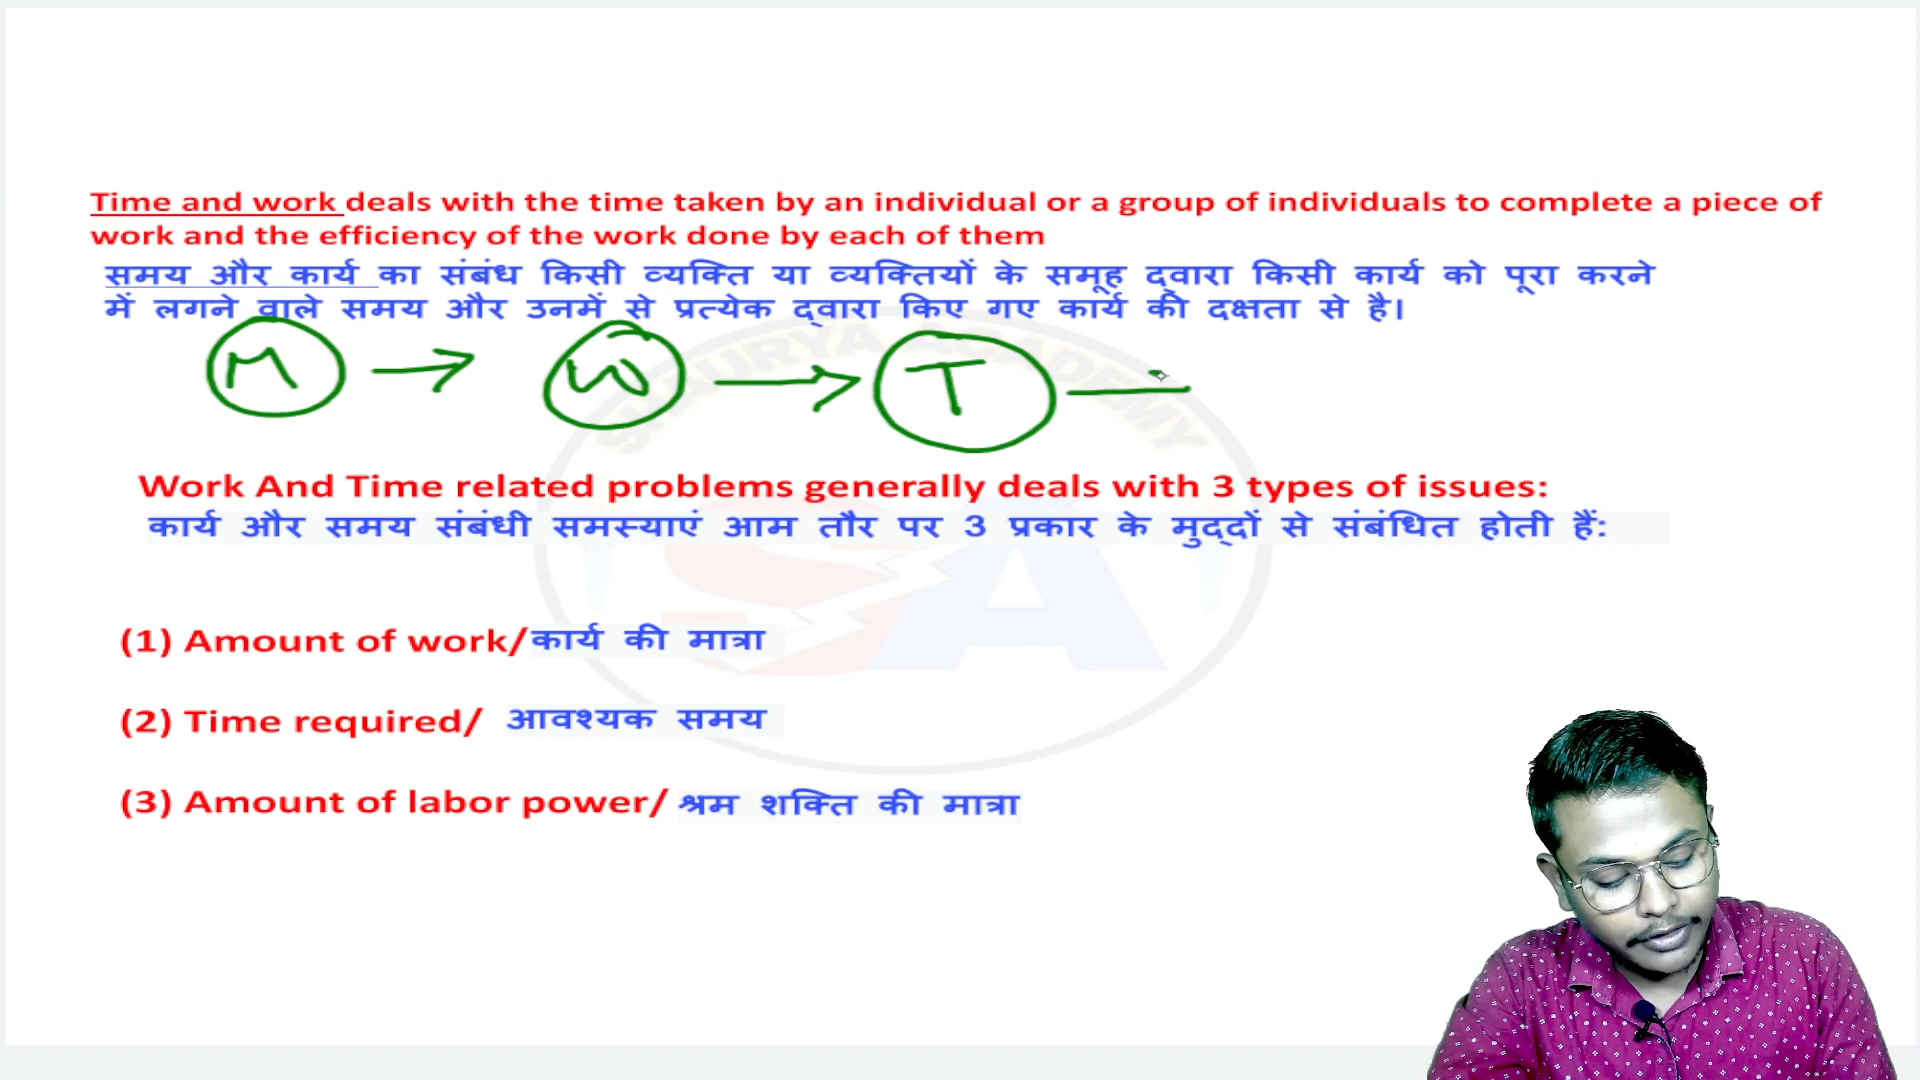 Time and work deals with the time taken by an individual or a group of individuals to complete a piece of
work and the efficiency of the work done by each of them
समय और कार्य का संबंध किसी व्यक्ति या व्यक्तियों के समूह द्वारा किसी कार्य को पूरा करने
में लगने वाले समय और उनमें से प्रत्येक द्वारा किए गए कार्य की दक्षता से है।
M → W → T
SHAURYA ACADEMY
Work And Time related problems generally deals with 3 types of issues:
कार्य और समय संबंधी समस्याएं आम तौर पर 3 प्रकार के मुद्दों से संबंधित होती हैं:
SA
(1) Amount of work/कार्य की मात्रा
(2) Time required/ आवश्यक समय
(3) Amount of labor power/ श्रम शक्ति की मात्रा